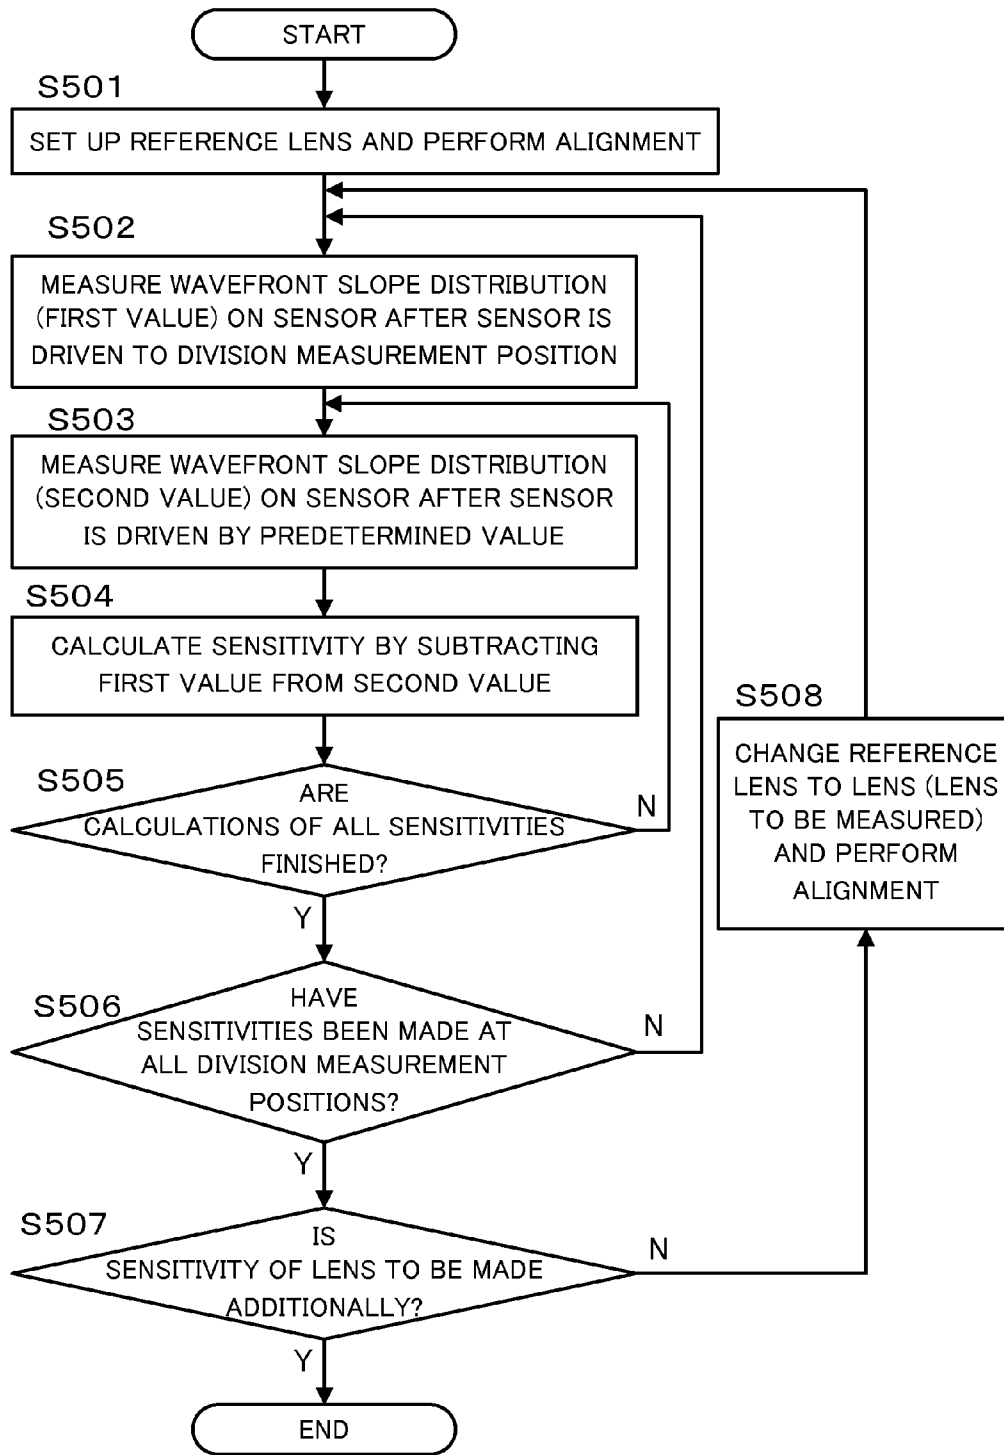 START
S501
SET UP REFERENCE LENS AND PERFORM ALIGNMENT
S502
MEASURE WAVEFRONT SLOPE DISTRIBUTION
(FIRST VALUE) ON SENSOR AFTER SENSOR IS
DRIVEN TO DIVISION MEASUREMENT POSITION
S503
MEASURE WAVEFRONT SLOPE DISTRIBUTION
(SECOND VALUE) ON SENSOR AFTER SENSOR
IS DRIVEN BY PREDETERMINED VALUE
S504
CALCULATE SENSITIVITY BY SUBTRACTING
FIRST VALUE FROM SECOND VALUE
S505
ARE
CALCULATIONS OF ALL SENSITIVITIES
FINISHED?
N
Y
S506
HAVE
SENSITIVITIES BEEN MADE AT
ALL DIVISION MEASUREMENT
POSITIONS?
N
Y
S507
IS
SENSITIVITY OF LENS TO BE MADE
ADDITIONALLY?
N
Y
S508
CHANGE REFERENCE
LENS TO LENS (LENS
TO BE MEASURED)
AND PERFORM
ALIGNMENT
END